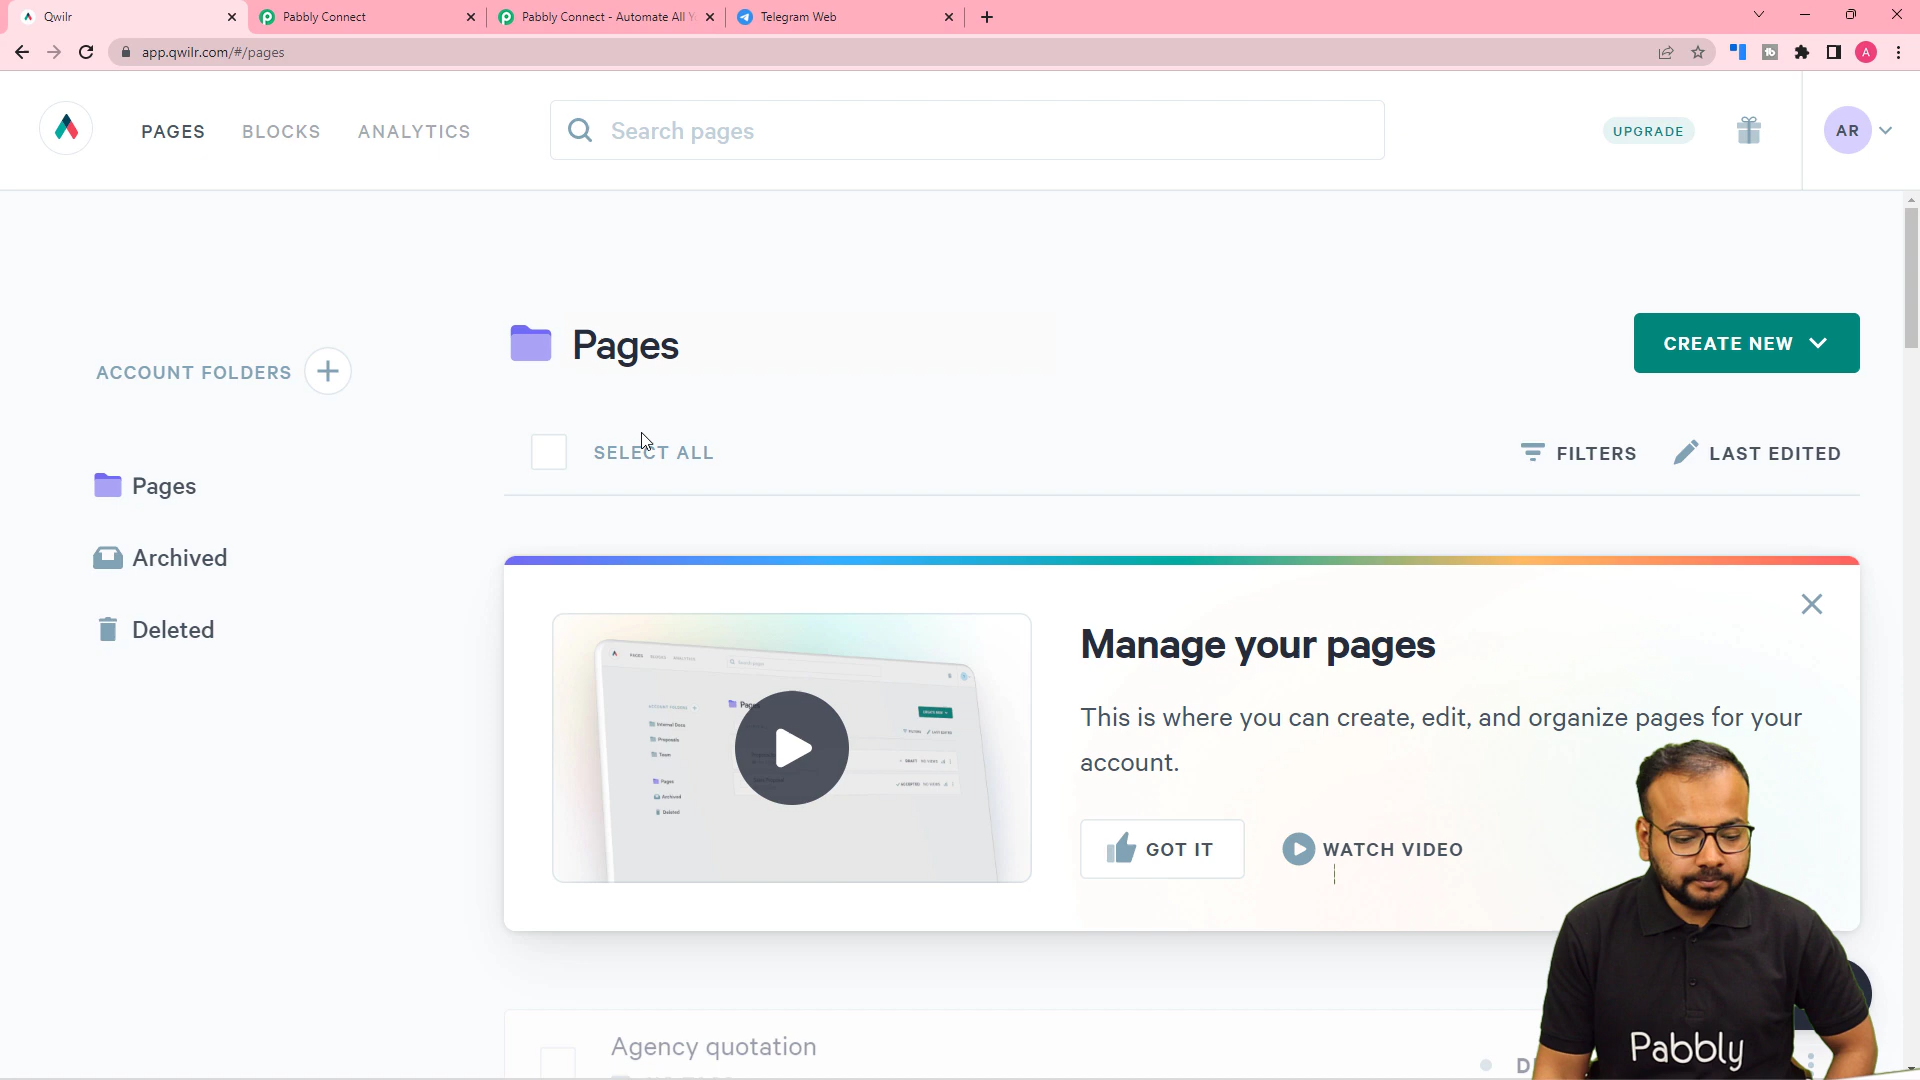 Qwilr
Pabbly Connect
Pabbly Connect - Automate All Y
Telegram Web
app.qwilr.com/#/pages
A
PAGES
BLOCKS
ANALYTICS
Search pages
UPGRADE
AR
ACCOUNT FOLDERS
Pages
CREATE NEW
SELECT ALL
FILTERS
LAST EDITED
Pages
Archived
Deleted
Manage your pages
This is where you can create, edit, and organize pages for your
account.
GOT IT
WATCH VIDEO
Agency quotation
Pabbly